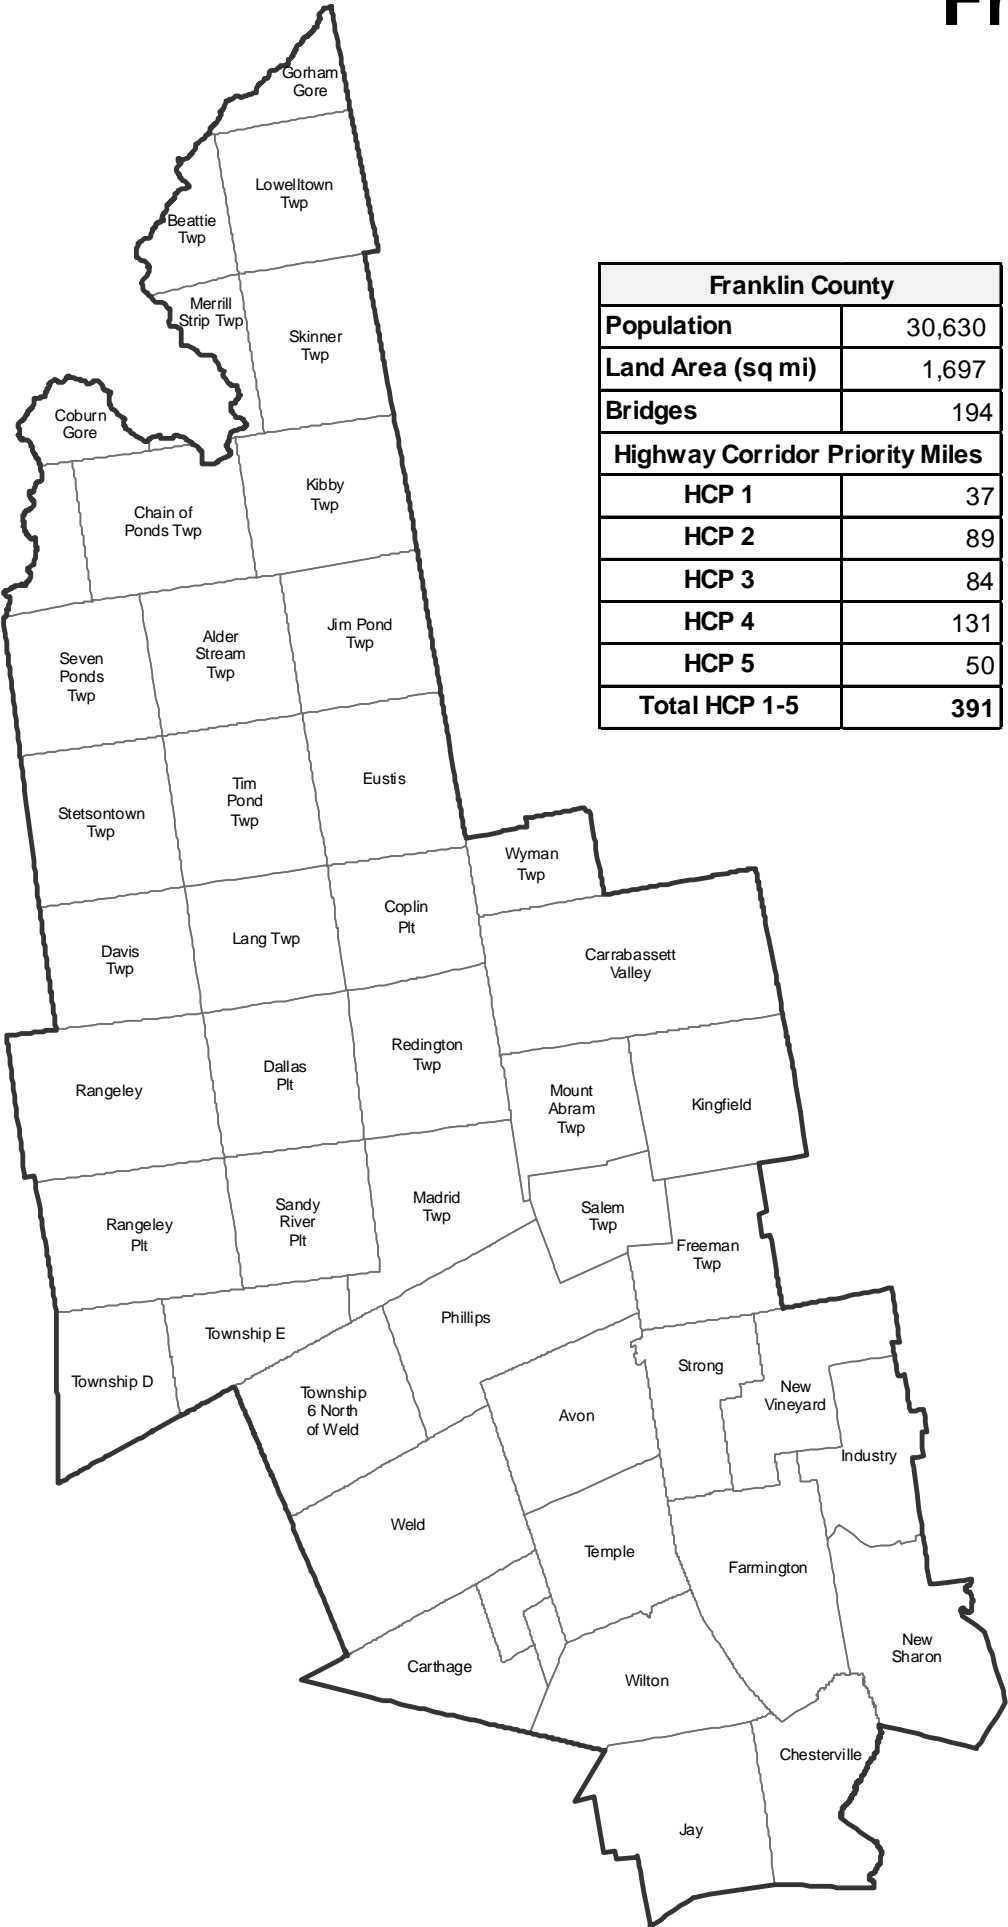 Fr
Gorham
Gore
Lowelltown
Twp
Beattie
Twp
Merrill
Strip Twp
Skinner
Twp
Franklin County
Population 30,630
Land Area (sq mi) 1,697
Bridges 194
Highway Corridor Priority Miles
HCP 1 37
HCP 2 89
HCP 3 84
HCP 4 131
HCP 5 50
Total HCP 1-5 391
Coburn
Gore
Kibby
Twp
Chain of
Ponds Twp
Jim Pond
Twp
Alder
Stream
Twp
Seven
Ponds
Twp
Eustis
Tim
Pond
Twp
Stetsontown
Twp
Wyman
Twp
Coplin
Plt
Lang Twp
Davis
Twp
Carrabassett
Valley
Redington
Twp
Dallas
Plt
Rangeley
Mount
Abram
Twp
Kingfield
Madrid
Twp
Sandy
River
Plt
Rangeley
Plt
Salem
Twp
Freeman
Twp
Phillips
Township E
Township D
Township
6 North
of Weld
Strong
New
Vineyard
Avon
Industry
Weld
Temple
Farmington
New
Sharon
Carthage
Wilton
Chesterville
Jay